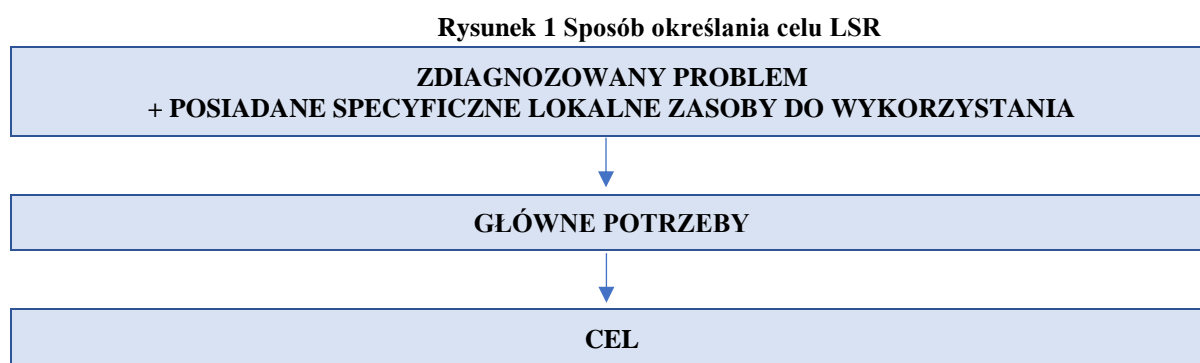 Rysunek 1 Sposób określania celu LSR
ZDIAGNOZOWANY PROBLEM
+ POSIADANE SPECYFICZNE LOKALNE ZASOBY DO WYKORZYSTANIA
GŁÓWNE POTRZEBY
CEL